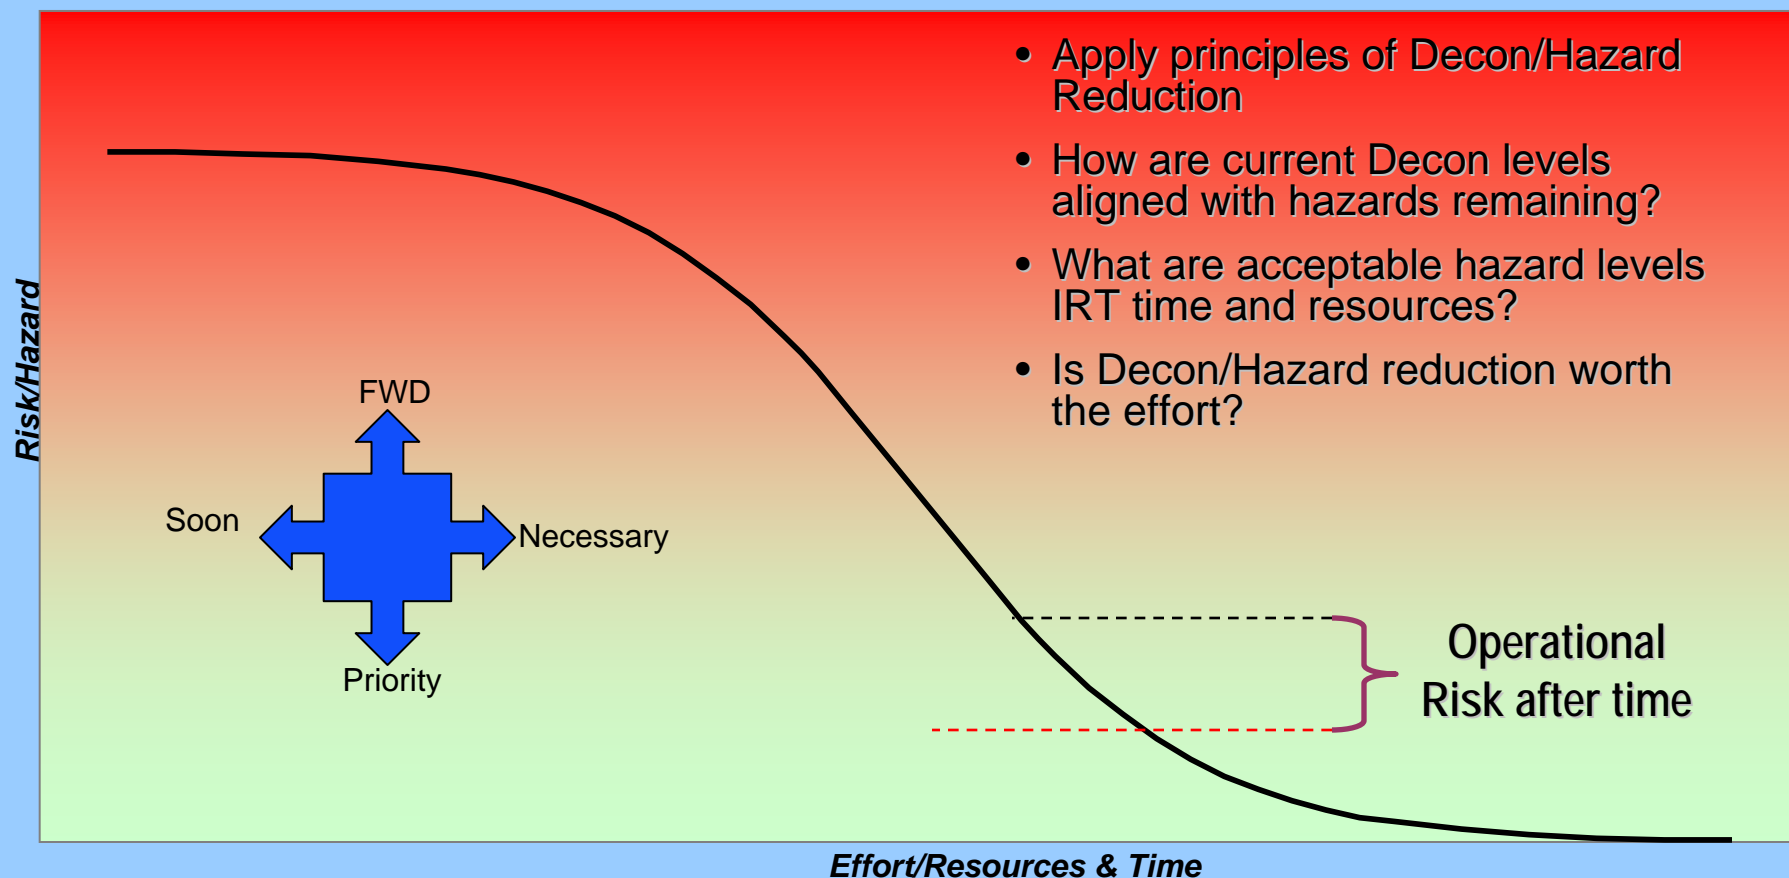 • Apply principles of Decon/Hazard
Reduction
• How are current Decon levels
aligned with hazards remaining?
• What are acceptable hazard levels
IRT time and resources?
• Is Decon/Hazard reduction worth
the effort?
Risk/Hazard
FWD
Soon
Necessary
Priority
Operational
Risk after time
Effort/Resources & Time